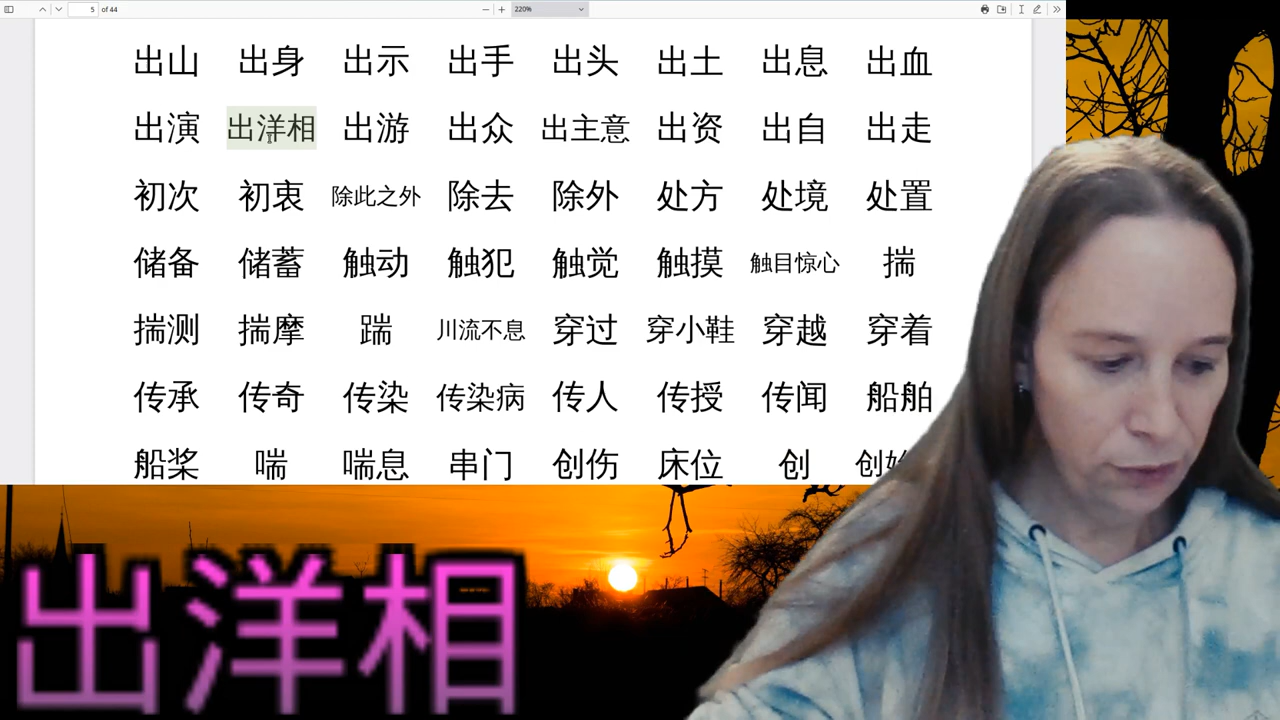 5 of 44
220%
出山 出身 出示 出手 出头 出土 出息 出血
出演 出洋相 出游 出众 出主意 出资 出自 出走
初次 初衷 除此之外 除去 除外 处方 处境 处置
储备 储蓄 触动 触犯 触觉 触摸 触目惊心 揣
揣测 揣摩 踹 川流不息 穿过 穿小鞋 穿越 穿着
传承 传奇 传染 传染病 传人 传授 传闻 船舶
船桨 喘 喘息 串门 创伤 床位 创
出洋相